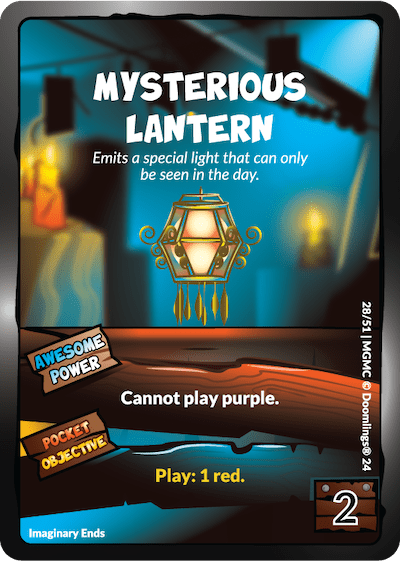 MYSTERIOUS
LANTERN
Emits a special light that can only
be seen in the day.
AWESOME
POWER
Cannot play purple.
POCKET
OBJECTIVE
Play: 1 red.
28/51 | MGMC © Doomlings® 24
2
Imaginary Ends